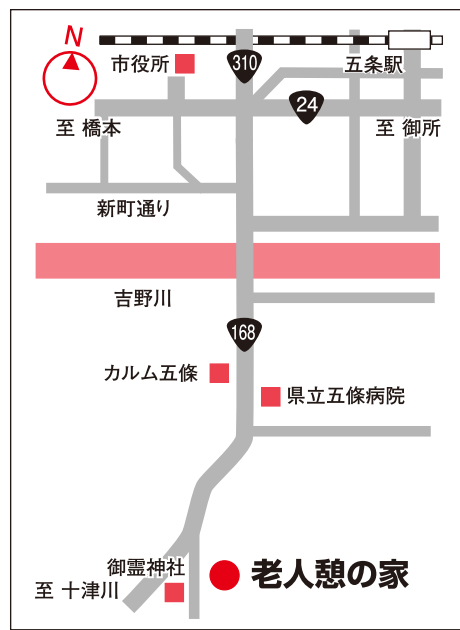 N
市役所
310
五条駅
24
至 橋本
至 御所
新町通り
吉野川
168
カルム五條
県立五條病院
御霊神社
老人憩の家
至 十津川